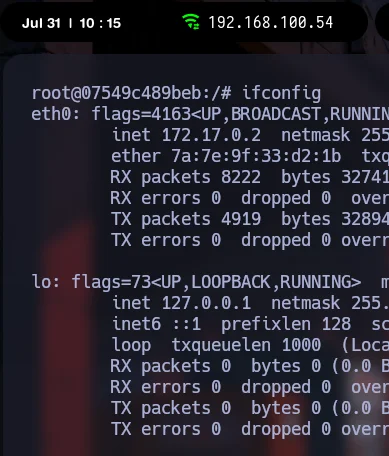 Jul 31 | 10:15 192.168.100.54
root@07549c489beb:/# ifconfig
eth0: flags=4163<UP,BROADCAST,RUNNIN
inet 172.17.0.2 netmask 255
ether 7a:7e:9f:33:d2:1b txq
RX packets 8222 bytes 32741
RX errors 0 dropped 0 over
TX packets 4919 bytes 32894
TX errors 0 dropped 0 overr
lo: flags=73<UP,LOOPBACK,RUNNING> m
inet 127.0.0.1 netmask 255.
inet6 ::1 prefixlen 128 sc
loop txqueuelen 1000 (Loca
RX packets 0 bytes 0 (0.0 B
RX errors 0 dropped 0 over
TX packets 0 bytes 0 (0.0 B
TX errors 0 dropped 0 overr